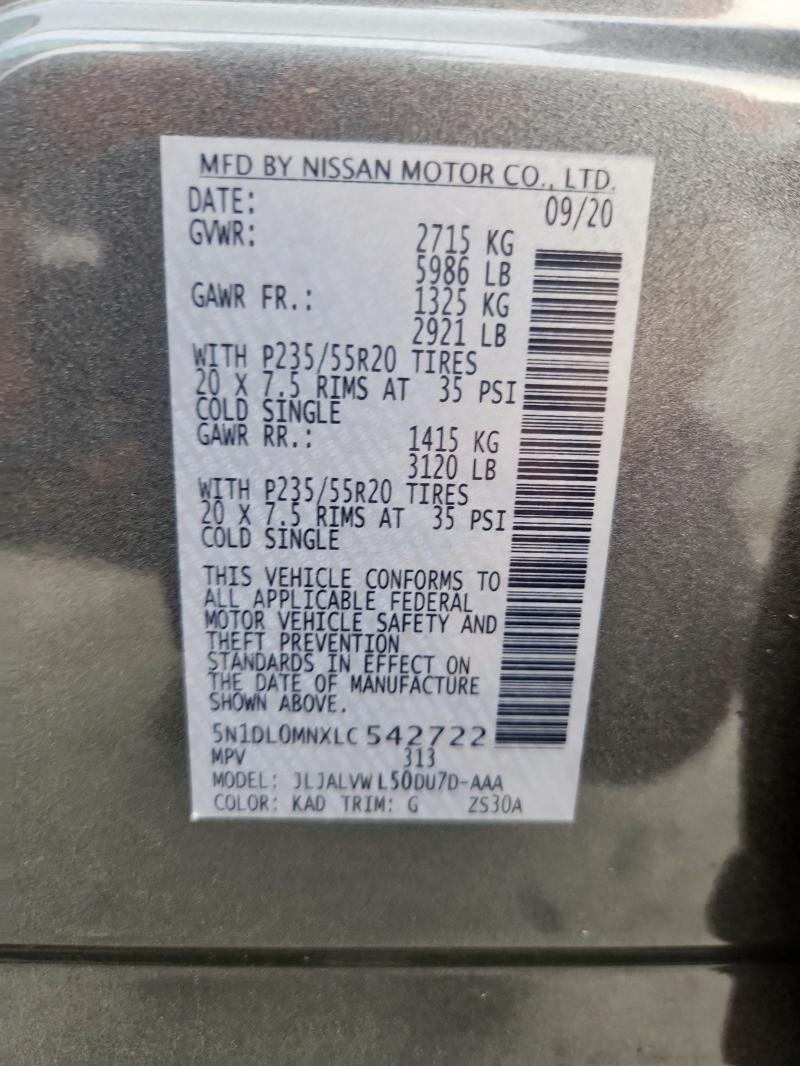 MFD BY NISSAN MOTOR CO., LTD.
DATE: 09/20
GVWR: 2715 KG
5986 LB
GAWR FR.: 1325 KG
2921 LB
WITH P235/55R20 TIRES
20 X 7.5 RIMS AT 35 PSI
COLD SINGLE
GAWR RR.: 1415 KG
3120 LB
WITH P235/55R20 TIRES
20 X 7.5 RIMS AT 35 PSI
COLD SINGLE
THIS VEHICLE CONFORMS TO
ALL APPLICABLE FEDERAL
MOTOR VEHICLE SAFETY AND
THEFT PREVENTION
STANDARDS IN EFFECT ON
THE DATE OF MANUFACTURE
SHOWN ABOVE.
5N1DL0MNXLC542722
MPV 313
MODEL: JLJALVWL50DU7D-AAA
COLOR: KAD TRIM: G ZS30A